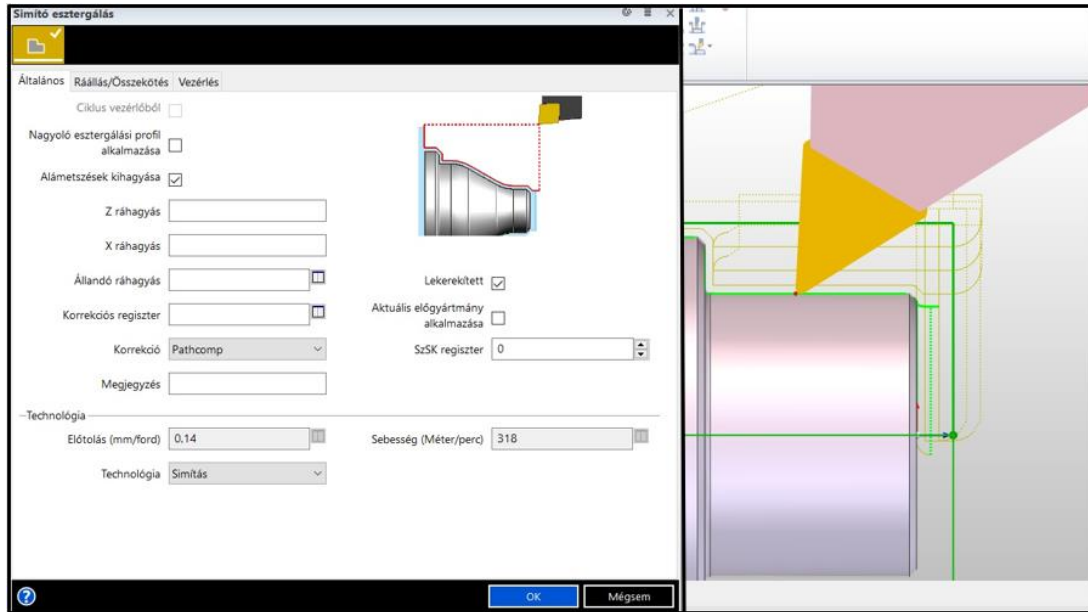 Simító esztergálás
Általános Ráállás/Összekötés Vezérlés
Ciklus vezérlőből
Nagyoló esztergálási profil
alkalmazása
Alámetszések kihagyása
Z ráhagyás
X ráhagyás
Állandó ráhagyás
Lekerekített
Korrekciós regiszter
Aktuális előgyártmány
alkalmazása
Korrekció Pathcomp
SzSK regiszter 0
Megjegyzés
Technológia
Előtolás (mm/ford) 0.14
Sebesség (Méter/perc) 318
Technológia Simítás
OK Mégsem